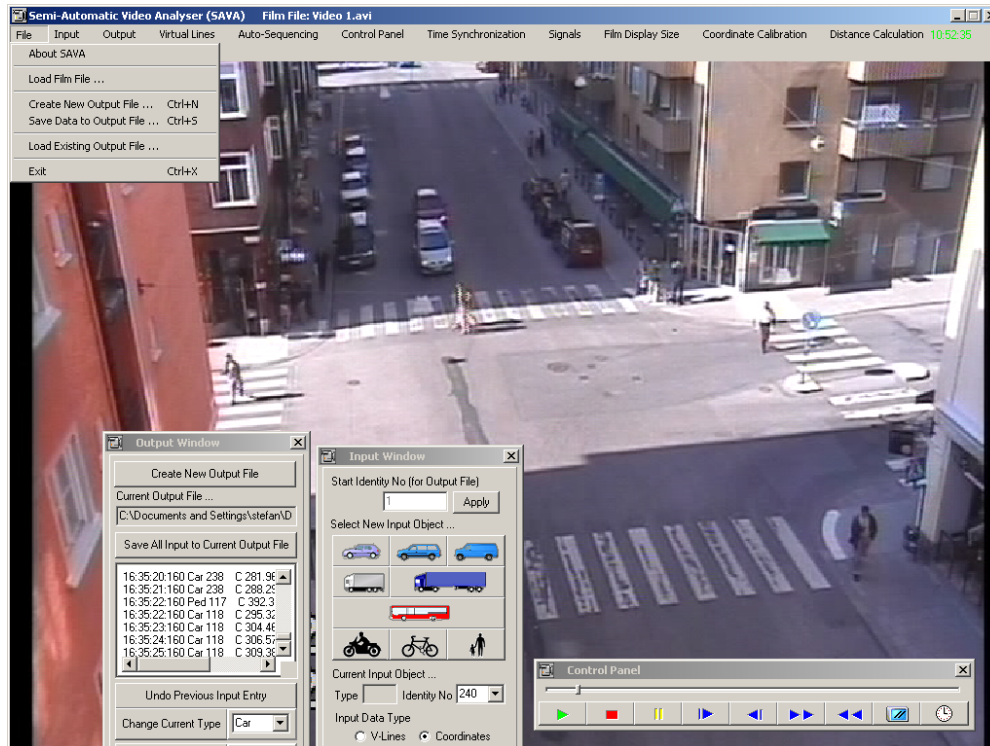 Semi-Automatic Video Analyser (SAVA) Film File: Video 1.avi
File Input Output Virtual Lines Auto-Sequencing Control Panel Time Synchronization Signals Film Display Size Coordinate Calibration Distance Calculation 10:52:35
About SAVA
Load Film File ...
Create New Output File ... Ctrl+N
Save Data to Output File ... Ctrl+S
Load Existing Output File ...
Exit Ctrl+X
Output Window
Create New Output File
Current Output File ...
C:\Documents and Settings\stefan\D
Save All Input to Current Output File
16:35:20:160 Car 238 C 281.96
16:35:21:160 Car 238 C 288.29
16:35:22:160 Ped 117 C 392.3
16:35:22:160 Car 118 C 295.32
16:35:23:160 Car 118 C 304.46
16:35:24:160 Car 118 C 306.57
16:35:25:160 Car 118 C 309.38
Undo Previous Input Entry
Change Current Type Car
Input Window
Start Identity No (for Output File)
1 Apply
Select New Input Object ...
Current Input Object ...
Type Identity No 240
Input Data Type
V-Lines Coordinates
Control Panel